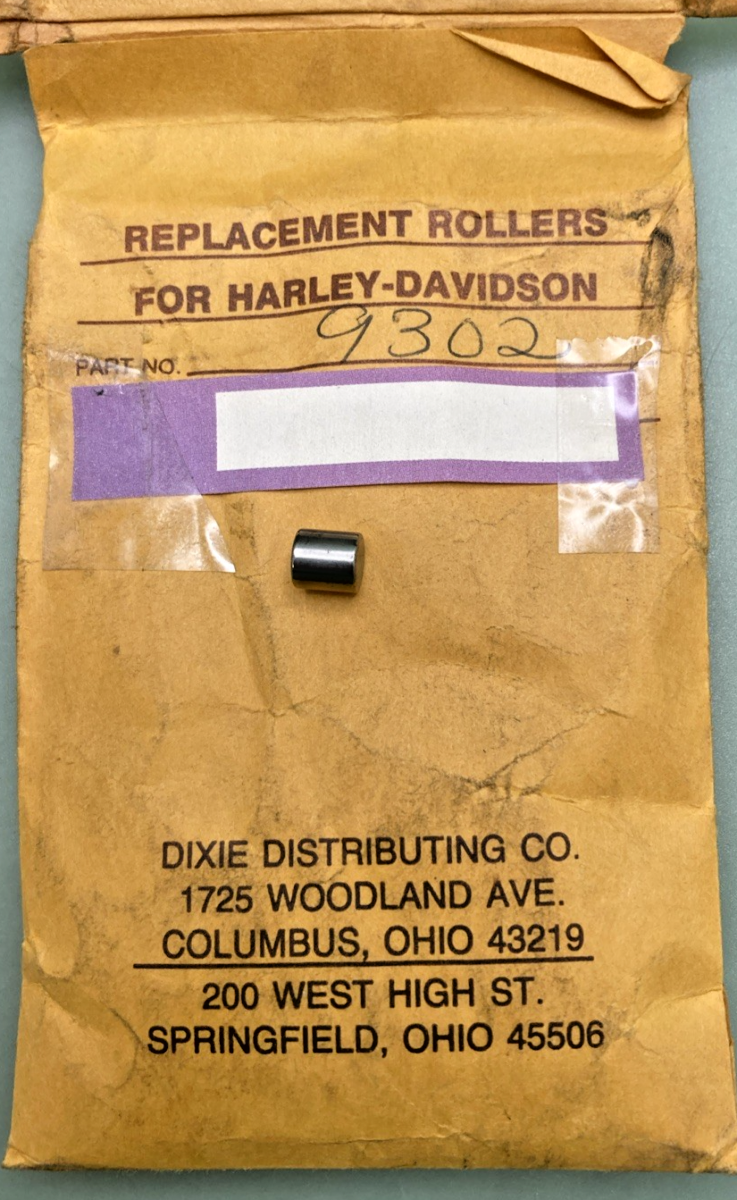 REPLACEMENT ROLLERS
FOR HARLEY-DAVIDSON
9302
PART NO.
DIXIE DISTRIBUTING CO.
1725 WOODLAND AVE.
COLUMBUS, OHIO 43219
200 WEST HIGH ST.
SPRINGFIELD, OHIO 45506